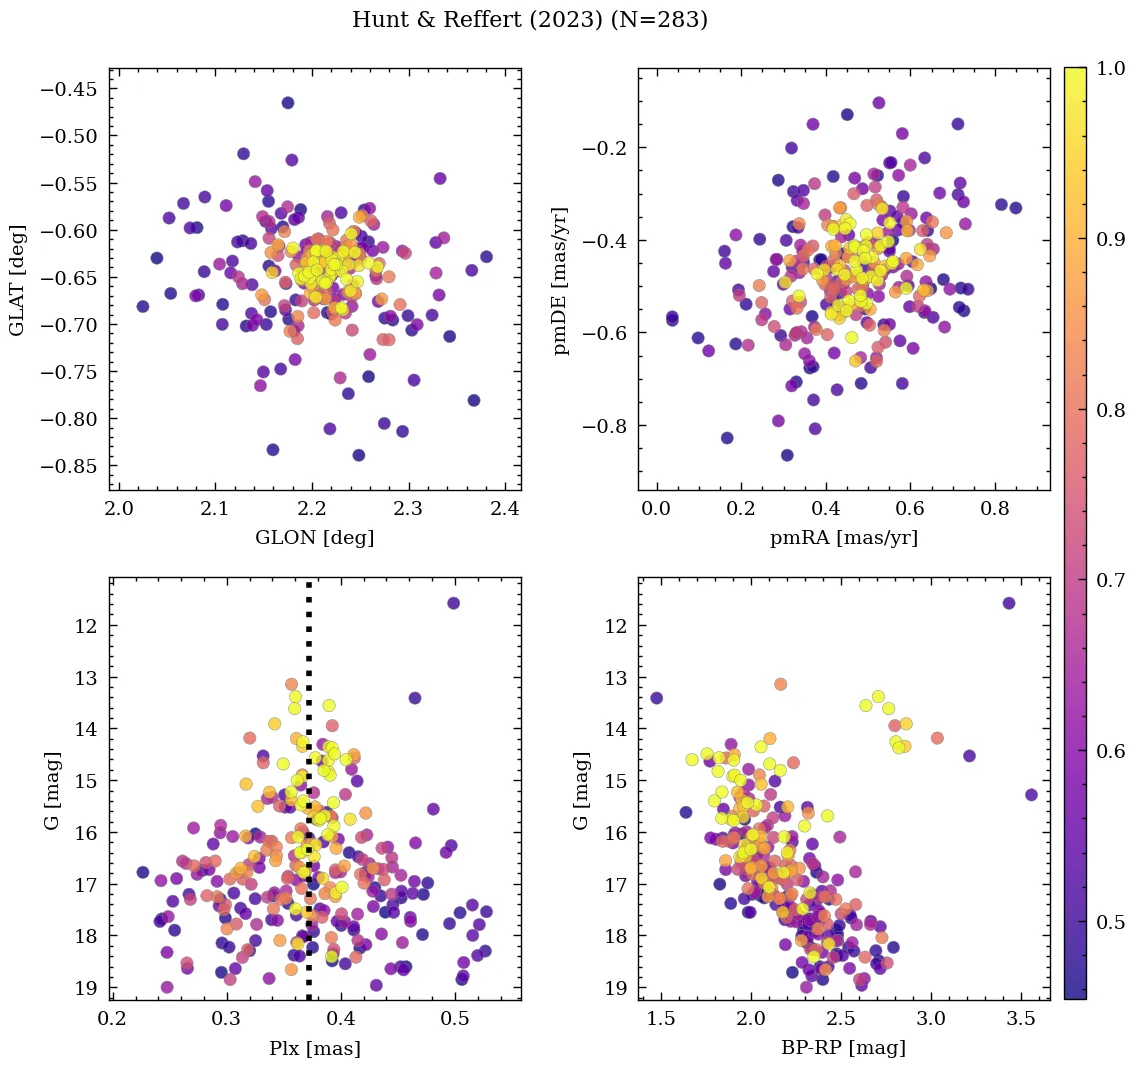 Hunt & Reffert (2023) (N=283)
−0.45
−0.50
−0.55
−0.60
−0.65
−0.70
−0.75
−0.80
−0.85
GLAT [deg]
2.0 2.1 2.2 2.3 2.4
GLON [deg]
−0.2
−0.4
−0.6
−0.8
pmDE [mas/yr]
0.0 0.2 0.4 0.6 0.8
pmRA [mas/yr]
12
13
14
15
16
17
18
19
G [mag]
0.2 0.3 0.4 0.5
Plx [mas]
12
13
14
15
16
17
18
19
G [mag]
1.5 2.0 2.5 3.0 3.5
BP-RP [mag]
1.0
0.9
0.8
0.7
0.6
0.5